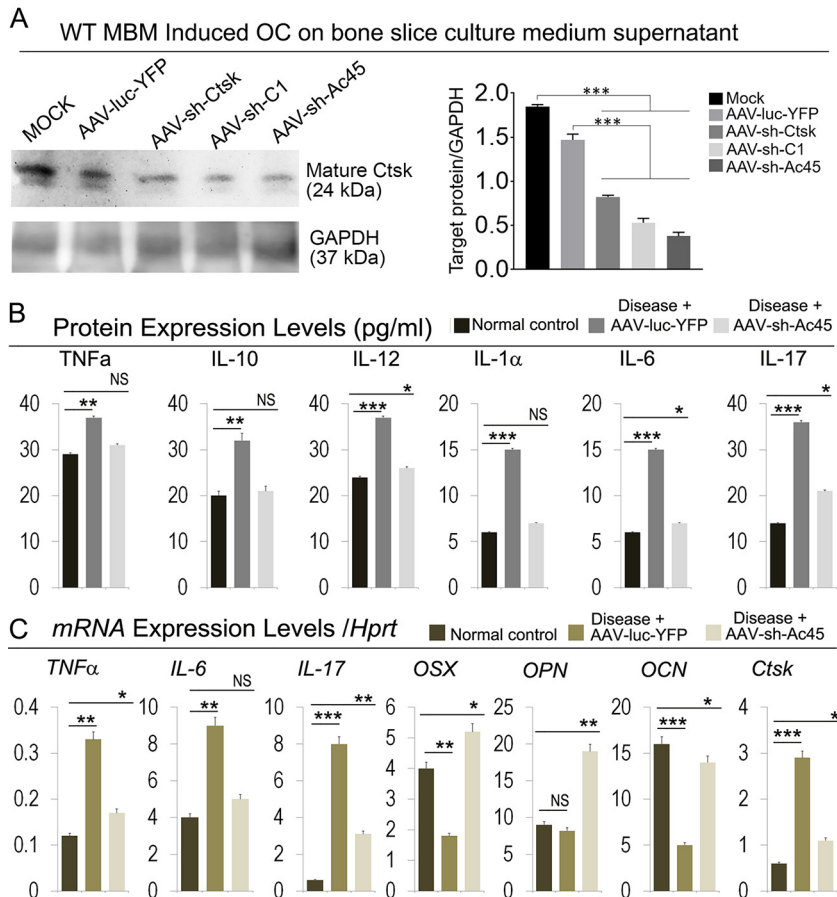 A
WT MBM Induced OC on bone slice culture medium supernatant
MOCK
AAV-luc-YFP
AAV-sh-Ctsk
AAV-sh-C1
AAV-sh-Ac45
Mature Ctsk
(24 kDa)
GAPDH
(37 kDa)
Target protein/GAPDH
2.0
1.5
1.0
0.5
0.0
***
***
Mock
AAV-luc-YFP
AAV-sh-Ctsk
AAV-sh-C1
AAV-sh-Ac45
B Protein Expression Levels (pg/ml)
Normal control
Disease +
AAV-luc-YFP
Disease +
AAV-sh-Ac45
TNFa
NS
**
40
30
20
10
0
IL-10
NS
**
40
30
20
10
0
IL-12
*
***
40
30
20
10
0
IL-1α
NS
***
20
15
10
5
0
IL-6
*
***
20
15
10
5
0
IL-17
*
***
40
30
20
10
0
C mRNA Expression Levels /Hprt
Normal control
Disease +
AAV-luc-YFP
Disease +
AAV-sh-Ac45
TNFα
*
**
0.4
0.3
0.2
0.1
0
IL-6
NS
**
10
8
6
4
2
0
IL-17
**
***
10
8
6
4
2
0
OSX
*
**
6
5
4
3
2
1
0
OPN
**
NS
25
20
15
10
5
0
OCN
*
***
20
15
10
5
0
Ctsk
*
***
4
3
2
1
0